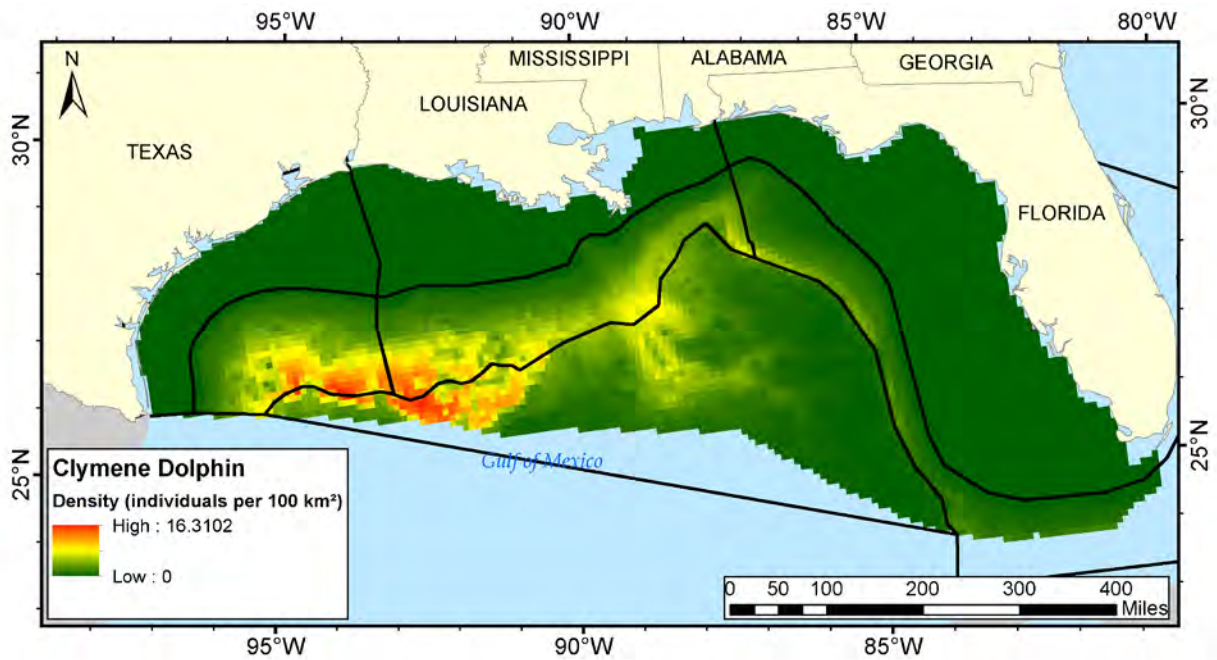 95°W 90°W 85°W 80°W
N
MISSISSIPPI ALABAMA GEORGIA
LOUISIANA
TEXAS
30°N 30°N
FLORIDA
25°N 25°N
Gulf of Mexico
Clymene Dolphin
Density (individuals per 100 km²)
High : 16.3102
Low : 0
0 50 100 200 300 400
Miles
95°W 90°W 85°W